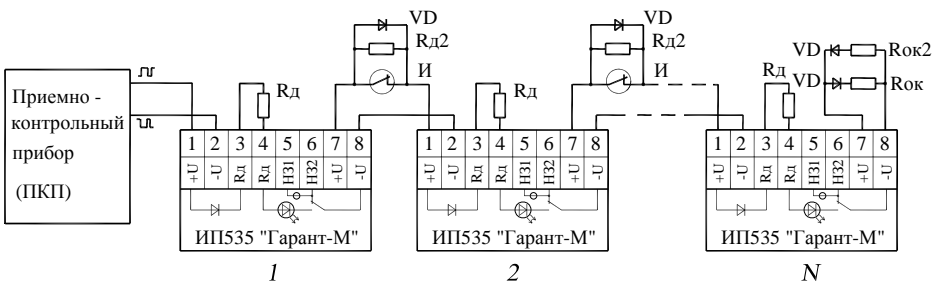 Приемно -
контрольный
прибор
(ПКП)
VD
Rд2
И
Rд
1 2 3 4 5 6 7 8
+U -U Rд Rд НЗ1 НЗ2 +U -U
ИП535 "Гарант-М"
1
VD
Rд2
И
Rд
1 2 3 4 5 6 7 8
+U -U Rд Rд НЗ1 НЗ2 +U -U
ИП535 "Гарант-М"
2
VD Rок2
VD Rок
Rд
1 2 3 4 5 6 7 8
+U -U Rд Rд НЗ1 НЗ2 +U -U
ИП535 "Гарант-М"
N